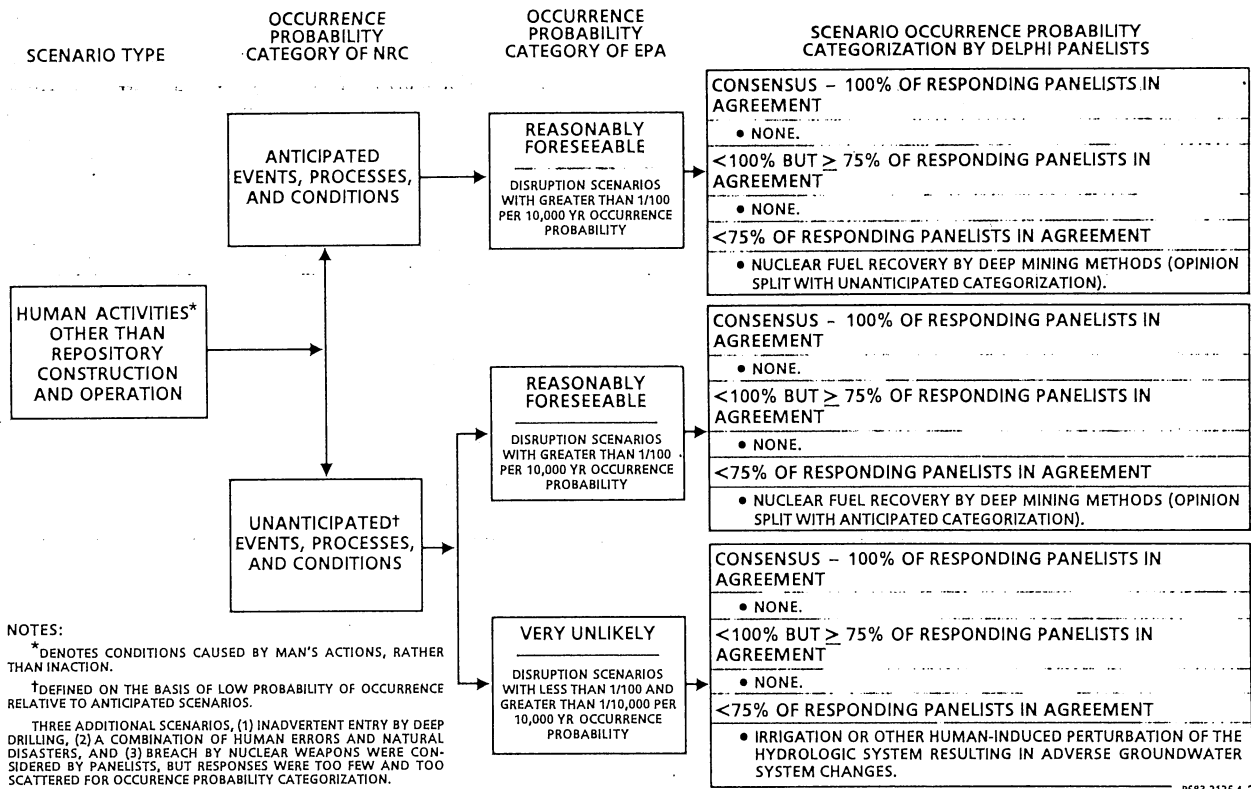 SCENARIO TYPE
OCCURRENCE
PROBABILITY
CATEGORY OF NRC
OCCURRENCE
PROBABILITY
CATEGORY OF EPA
SCENARIO OCCURRENCE PROBABILITY
CATEGORIZATION BY DELPHI PANELISTS
HUMAN ACTIVITIES*
OTHER THAN
REPOSITORY
CONSTRUCTION
AND OPERATION
ANTICIPATED
EVENTS, PROCESSES,
AND CONDITIONS
REASONABLY
FORESEEABLE
DISRUPTION SCENARIOS
WITH GREATER THAN 1/100
PER 10,000 YR OCCURRENCE
PROBABILITY
CONSENSUS – 100% OF RESPONDING PANELISTS IN
AGREEMENT
• NONE.
<100% BUT ≥ 75% OF RESPONDING PANELISTS IN
AGREEMENT
• NONE.
<75% OF RESPONDING PANELISTS IN AGREEMENT
• NUCLEAR FUEL RECOVERY BY DEEP MINING METHODS (OPINION
SPLIT WITH UNANTICIPATED CATEGORIZATION).
UNANTICIPATED†
EVENTS, PROCESSES,
AND CONDITIONS
REASONABLY
FORESEEABLE
DISRUPTION SCENARIOS
WITH GREATER THAN 1/100
PER 10,000 YR OCCURRENCE
PROBABILITY
CONSENSUS – 100% OF RESPONDING PANELISTS IN
AGREEMENT
• NONE.
<100% BUT ≥ 75% OF RESPONDING PANELISTS IN
AGREEMENT
• NONE.
<75% OF RESPONDING PANELISTS IN AGREEMENT
• NUCLEAR FUEL RECOVERY BY DEEP MINING METHODS (OPINION
SPLIT WITH ANTICIPATED CATEGORIZATION).
VERY UNLIKELY
DISRUPTION SCENARIOS
WITH LESS THAN 1/100 AND
GREATER THAN 1/10,000 PER
10,000 YR OCCURRENCE
PROBABILITY
CONSENSUS – 100% OF RESPONDING PANELISTS IN
AGREEMENT
• NONE.
<100% BUT ≥ 75% OF RESPONDING PANELISTS IN
AGREEMENT
• NONE.
<75% OF RESPONDING PANELISTS IN AGREEMENT
• IRRIGATION OR OTHER HUMAN-INDUCED PERTURBATION OF THE
HYDROLOGIC SYSTEM RESULTING IN ADVERSE GROUNDWATER
SYSTEM CHANGES.
NOTES:
*DENOTES CONDITIONS CAUSED BY MAN'S ACTIONS, RATHER
THAN INACTION.
†DEFINED ON THE BASIS OF LOW PROBABILITY OF OCCURRENCE
RELATIVE TO ANTICIPATED SCENARIOS.
THREE ADDITIONAL SCENARIOS, (1) INADVERTENT ENTRY BY DEEP
DRILLING, (2) A COMBINATION OF HUMAN ERRORS AND NATURAL
DISASTERS, AND (3) BREACH BY NUCLEAR WEAPONS WERE CON-
SIDERED BY PANELISTS, BUT RESPONSES WERE TOO FEW AND TOO
SCATTERED FOR OCCURENCE PROBABILITY CATEGORIZATION.